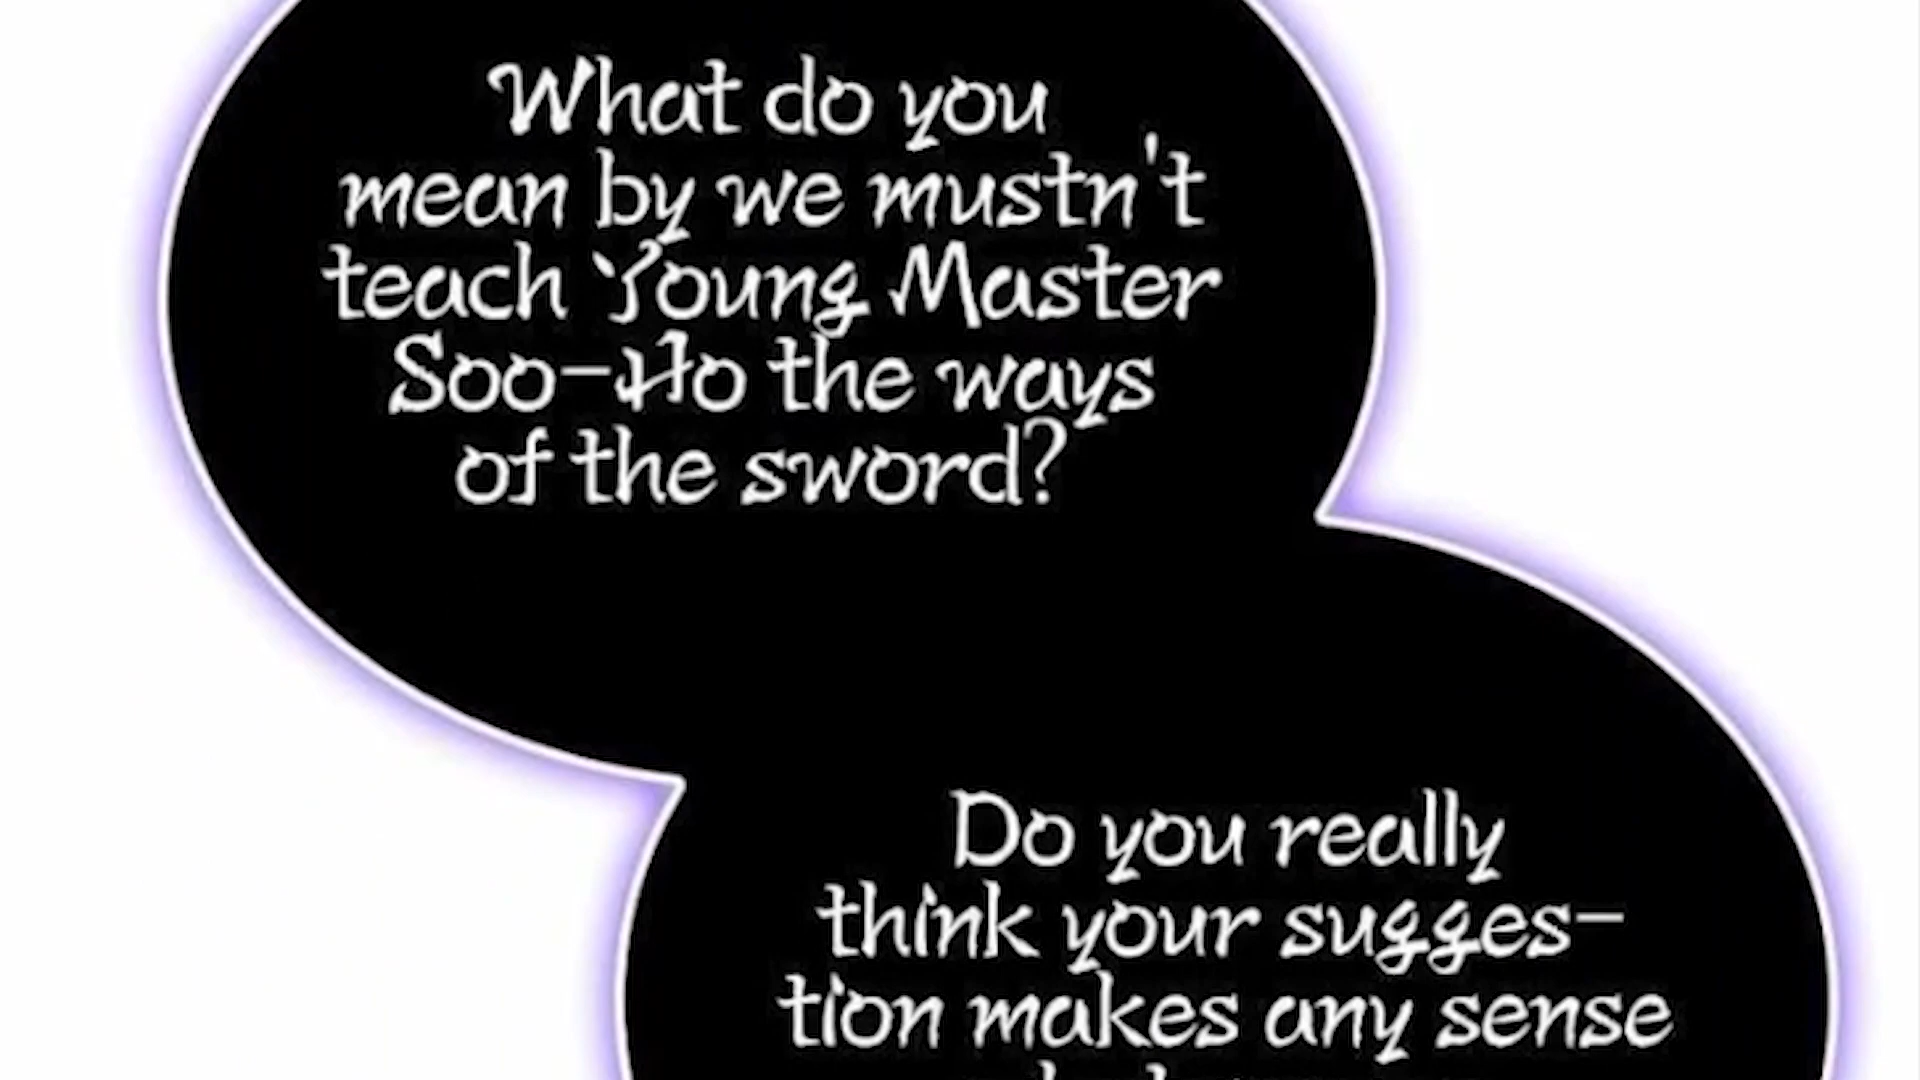 What do you
mean by we mustn't
teach Young Master
Soo-Ho the ways
of the sword?
Do you really
think your sugges-
tion makes any sense